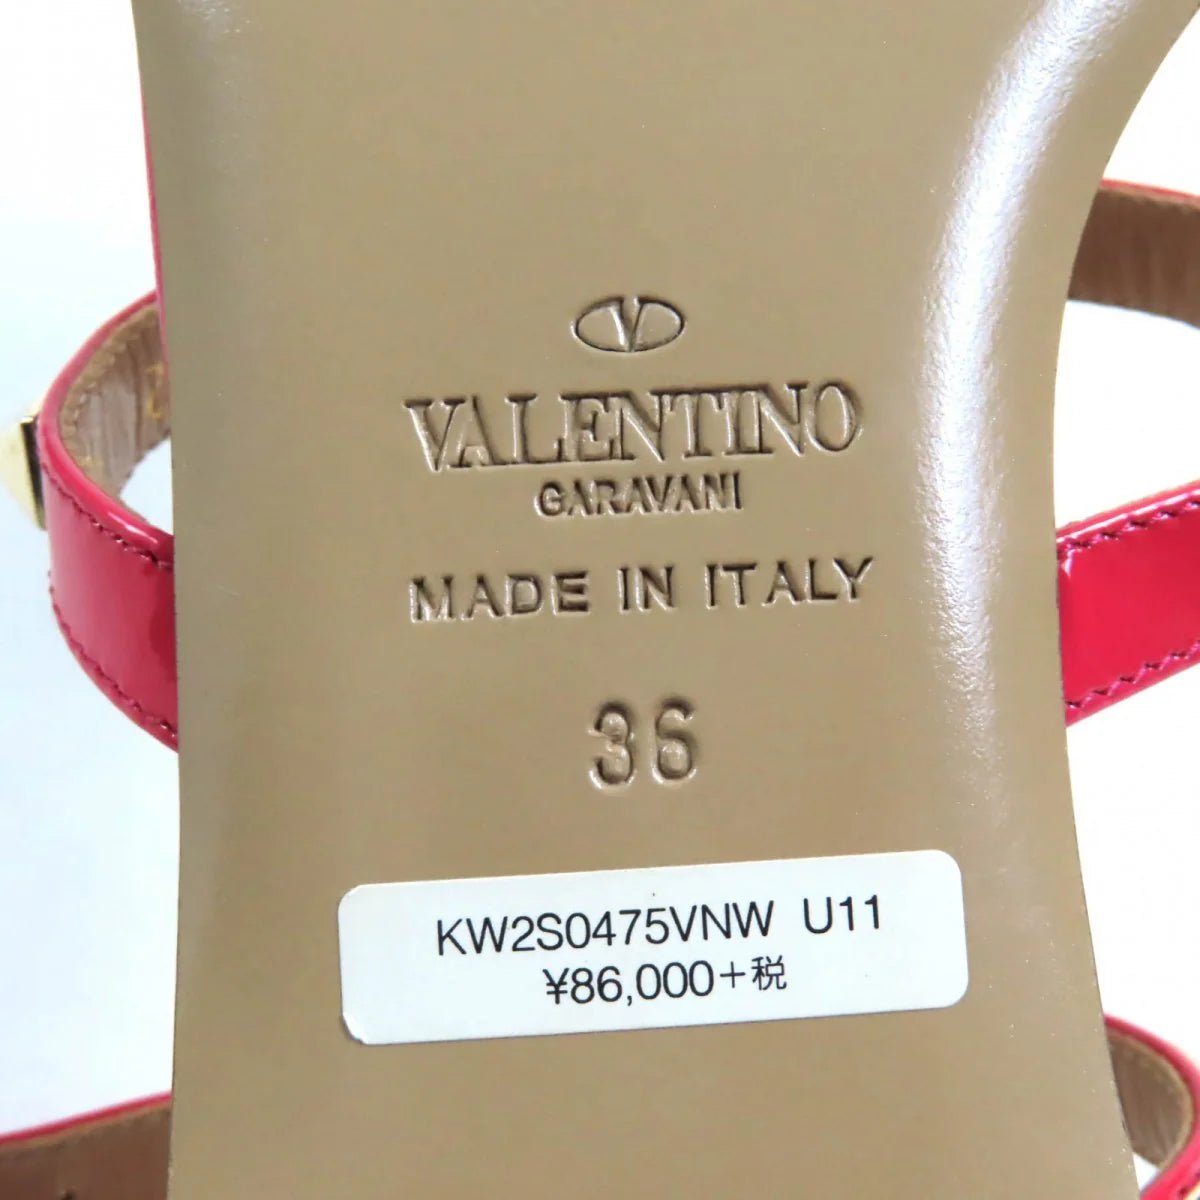 V
VALENTINO
GARAVANI
MADE IN ITALY
36
KW2S0475VNW U11
¥86,000+税